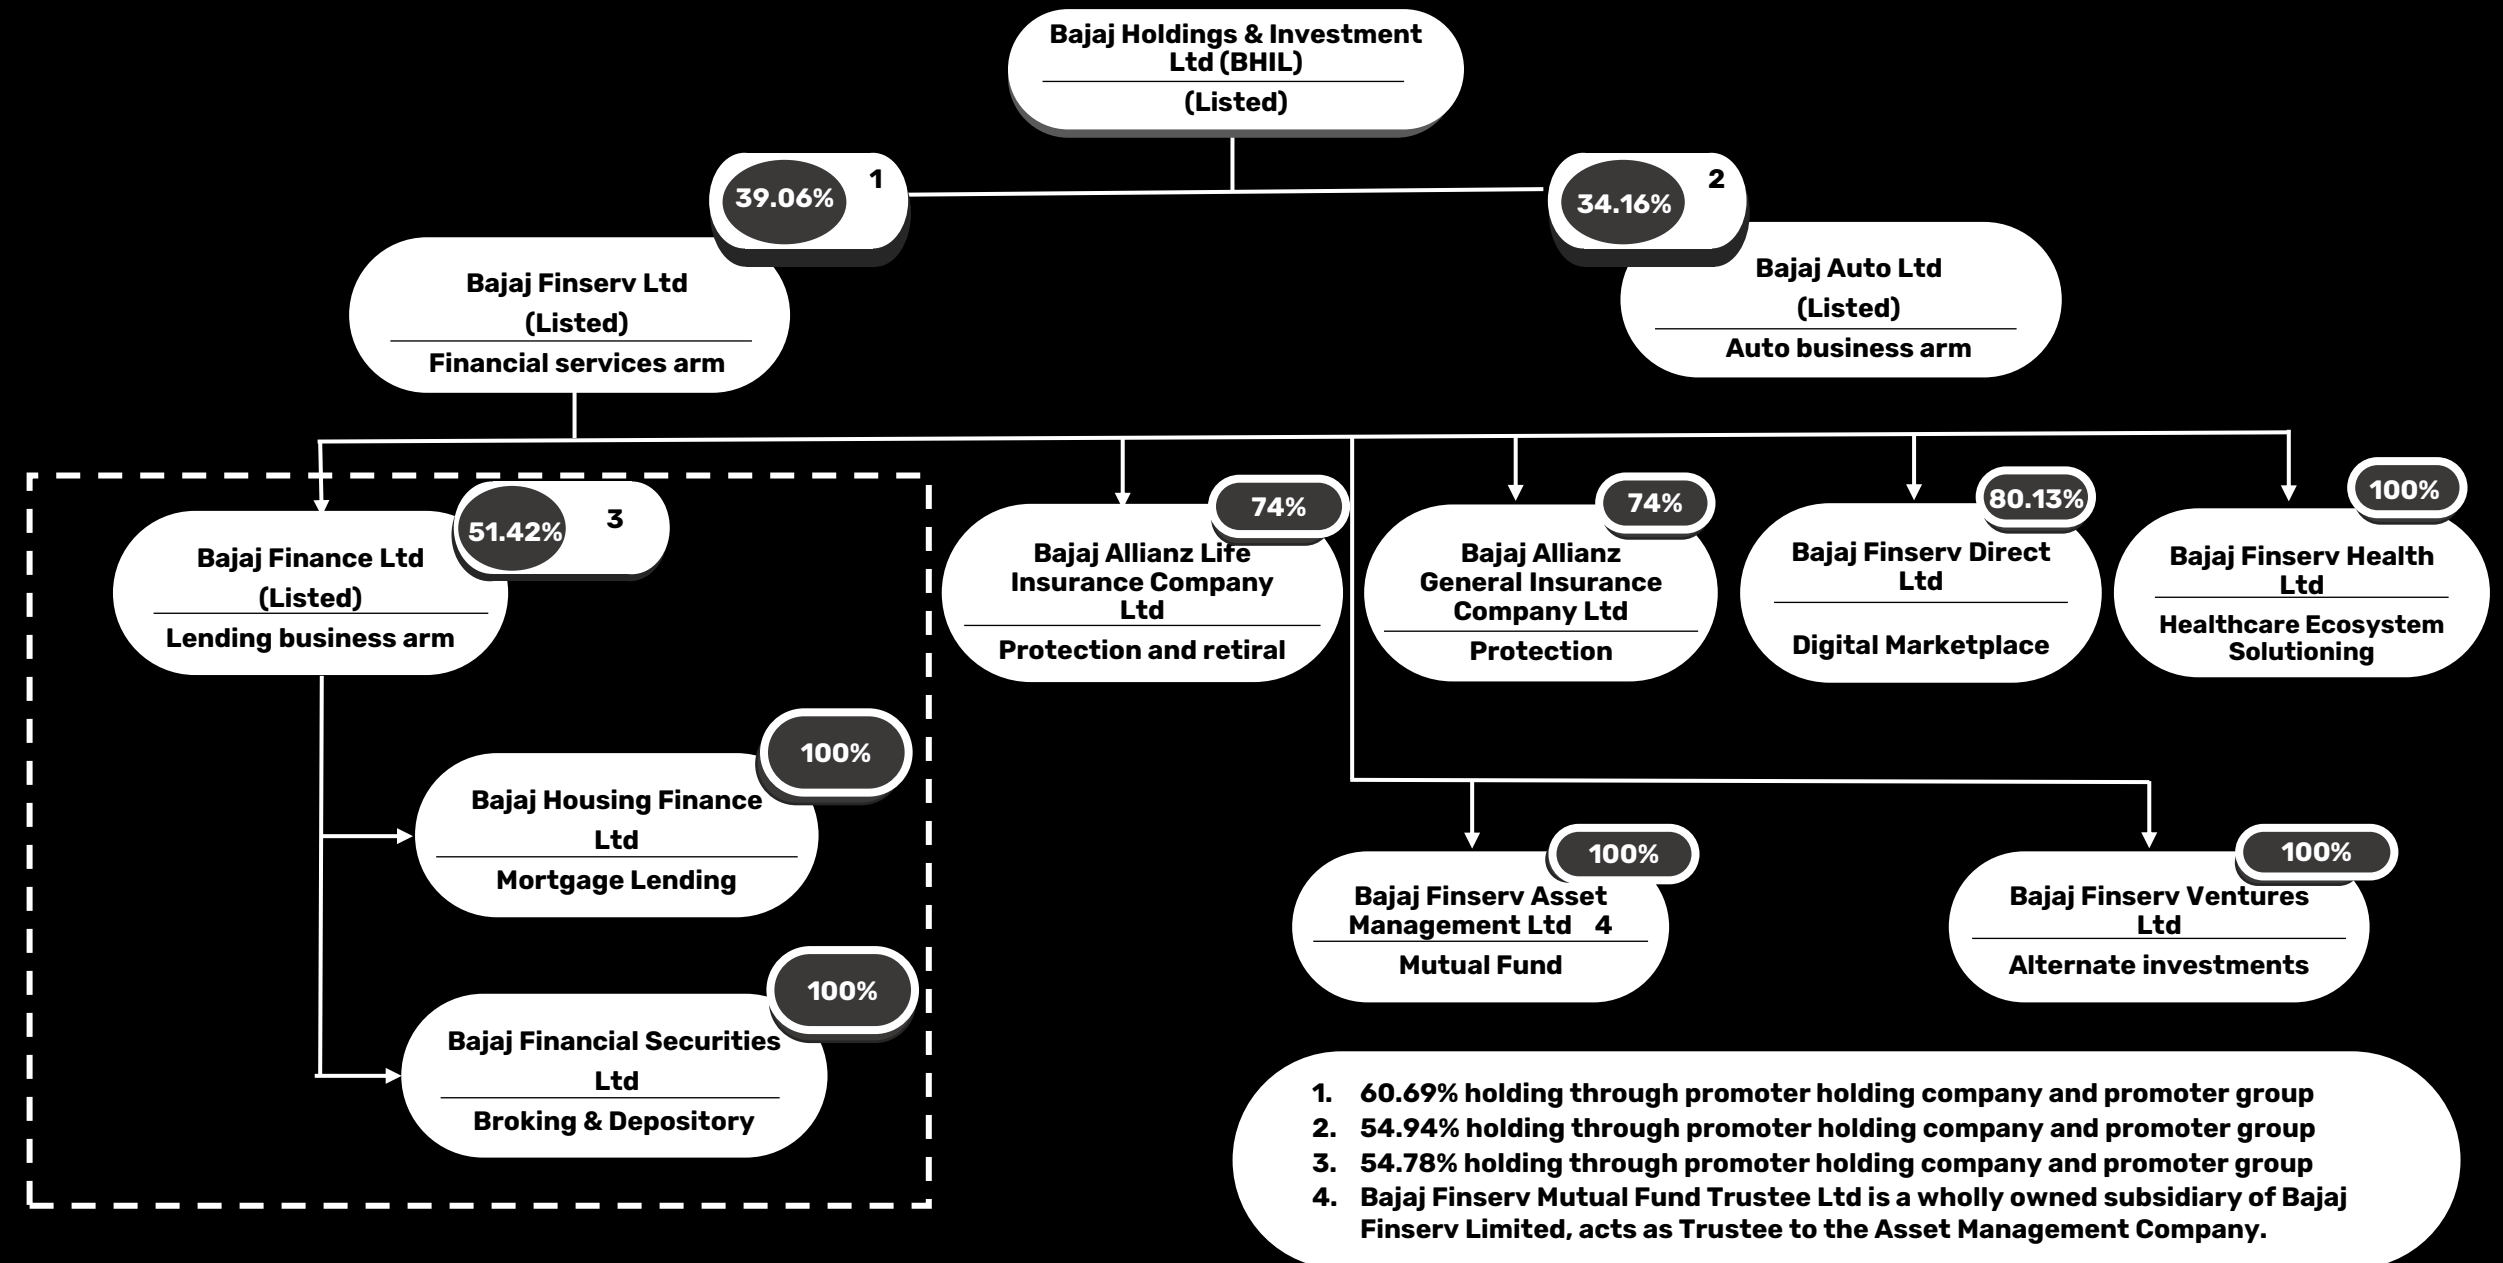 Bajaj Holdings & Investment
Ltd (BHIL)
(Listed)
39.06%
1
34.16%
2
Bajaj Finserv Ltd
(Listed)
Financial services arm
Bajaj Auto Ltd
(Listed)
Auto business arm
51.42%
3
Bajaj Finance Ltd
(Listed)
Lending business arm
74%
Bajaj Allianz Life
Insurance Company
Ltd
Protection and retiral
74%
Bajaj Allianz
General Insurance
Company Ltd
Protection
80.13%
Bajaj Finserv Direct
Ltd
Digital Marketplace
100%
Bajaj Finserv Health
Ltd
Healthcare Ecosystem
Solutioning
100%
Bajaj Housing Finance
Ltd
Mortgage Lending
100%
Bajaj Financial Securities
Ltd
Broking & Depository
100%
Bajaj Finserv Asset
Management Ltd 4
Mutual Fund
100%
Bajaj Finserv Ventures
Ltd
Alternate investments
1. 60.69% holding through promoter holding company and promoter group
2. 54.94% holding through promoter holding company and promoter group
3. 54.78% holding through promoter holding company and promoter group
4. Bajaj Finserv Mutual Fund Trustee Ltd is a wholly owned subsidiary of Bajaj
Finserv Limited, acts as Trustee to the Asset Management Company.